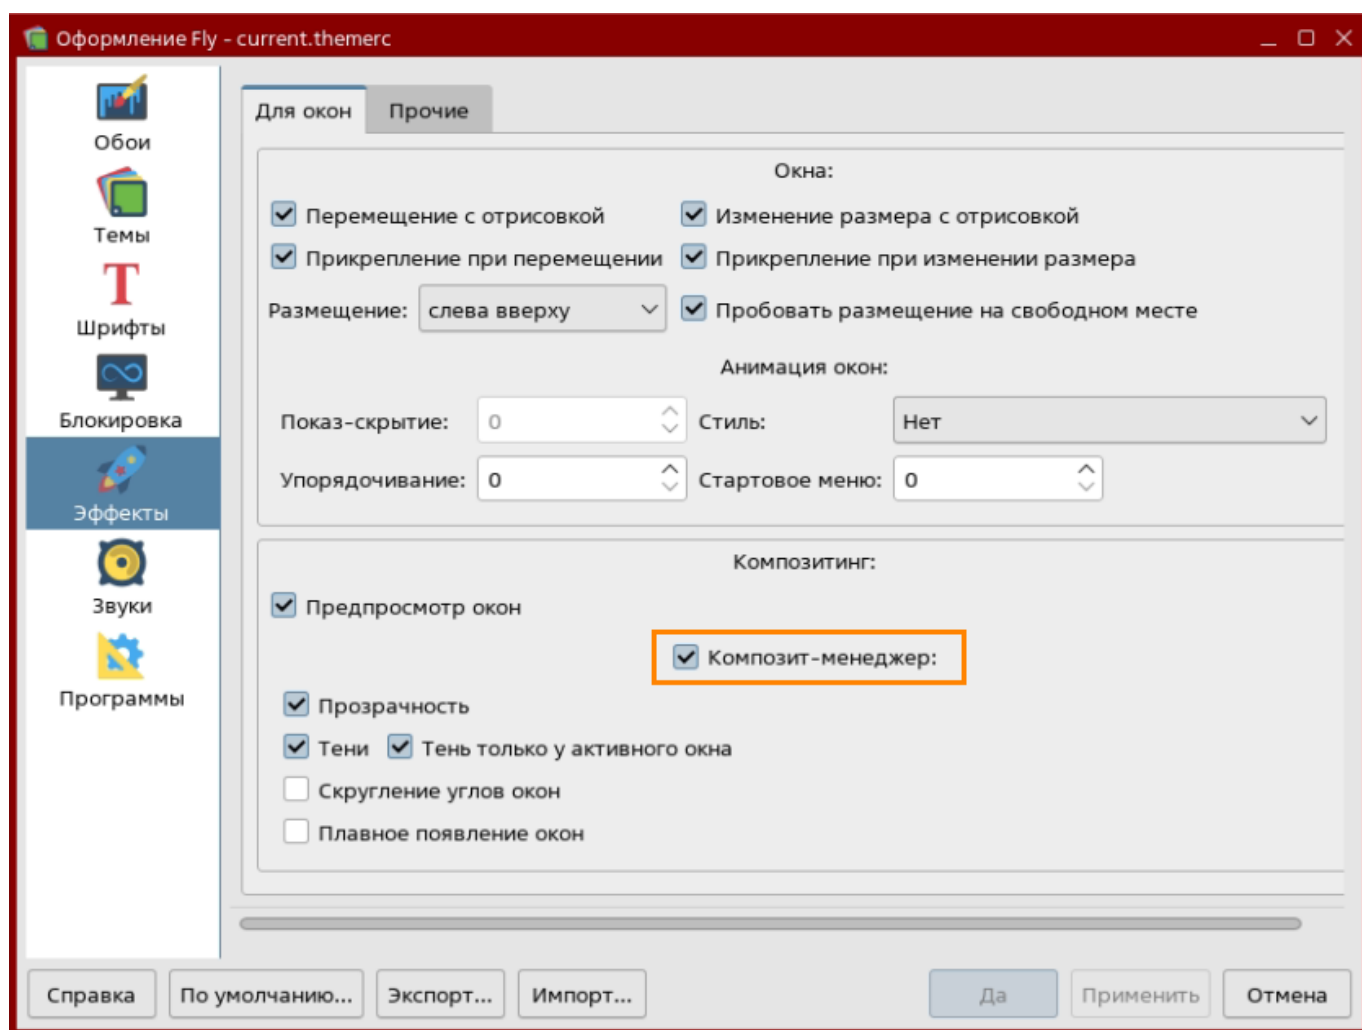 Оформление Fly - current.themerc
Обои
Темы
Шрифты
Блокировка
Эффекты
Звуки
Программы
Для окон Прочие
Окна:
Перемещение с отрисовкой Изменение размера с отрисовкой
Прикрепление при перемещении Прикрепление при изменении размера
Размещение: слева вверху Пробовать размещение на свободном месте
Анимация окон:
Показ-скрытие: 0 Стиль: Нет
Упорядочивание: 0 Стартовое меню: 0
Композитинг:
Предпросмотр окон
Композит-менеджер:
Прозрачность
Тени Тень только у активного окна
Скругление углов окон
Плавное появление окон
Справка По умолчанию... Экспорт... Импорт... Да Применить Отмена